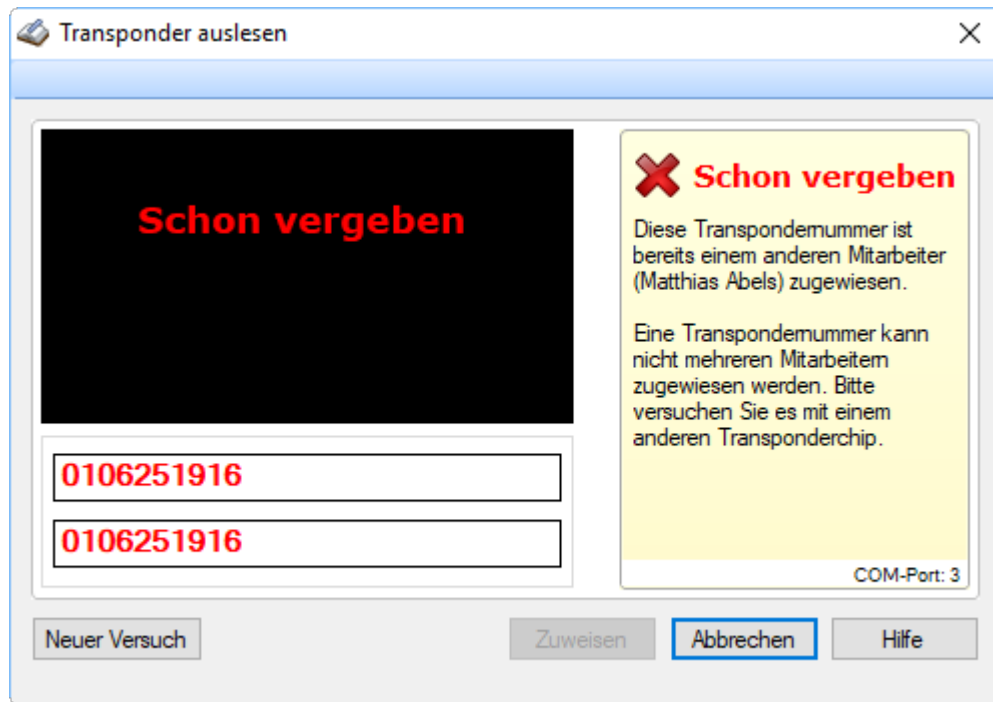 Transponder auslesen
Schon vergeben
0106251916
0106251916
Schon vergeben
Diese Transpondernummer ist
bereits einem anderen Mitarbeiter
(Matthias Abels) zugewiesen.
Eine Transpondernummer kann
nicht mehreren Mitarbeitern
zugewiesen werden. Bitte
versuchen Sie es mit einem
anderen Transponderchip.
COM-Port: 3
Neuer Versuch
Zuweisen
Abbrechen
Hilfe